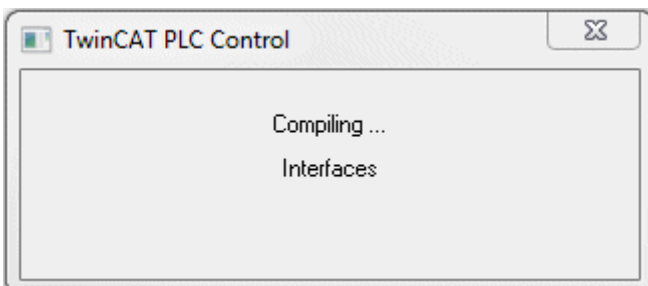 TwinCAT PLC Control
Compiling ...
Interfaces